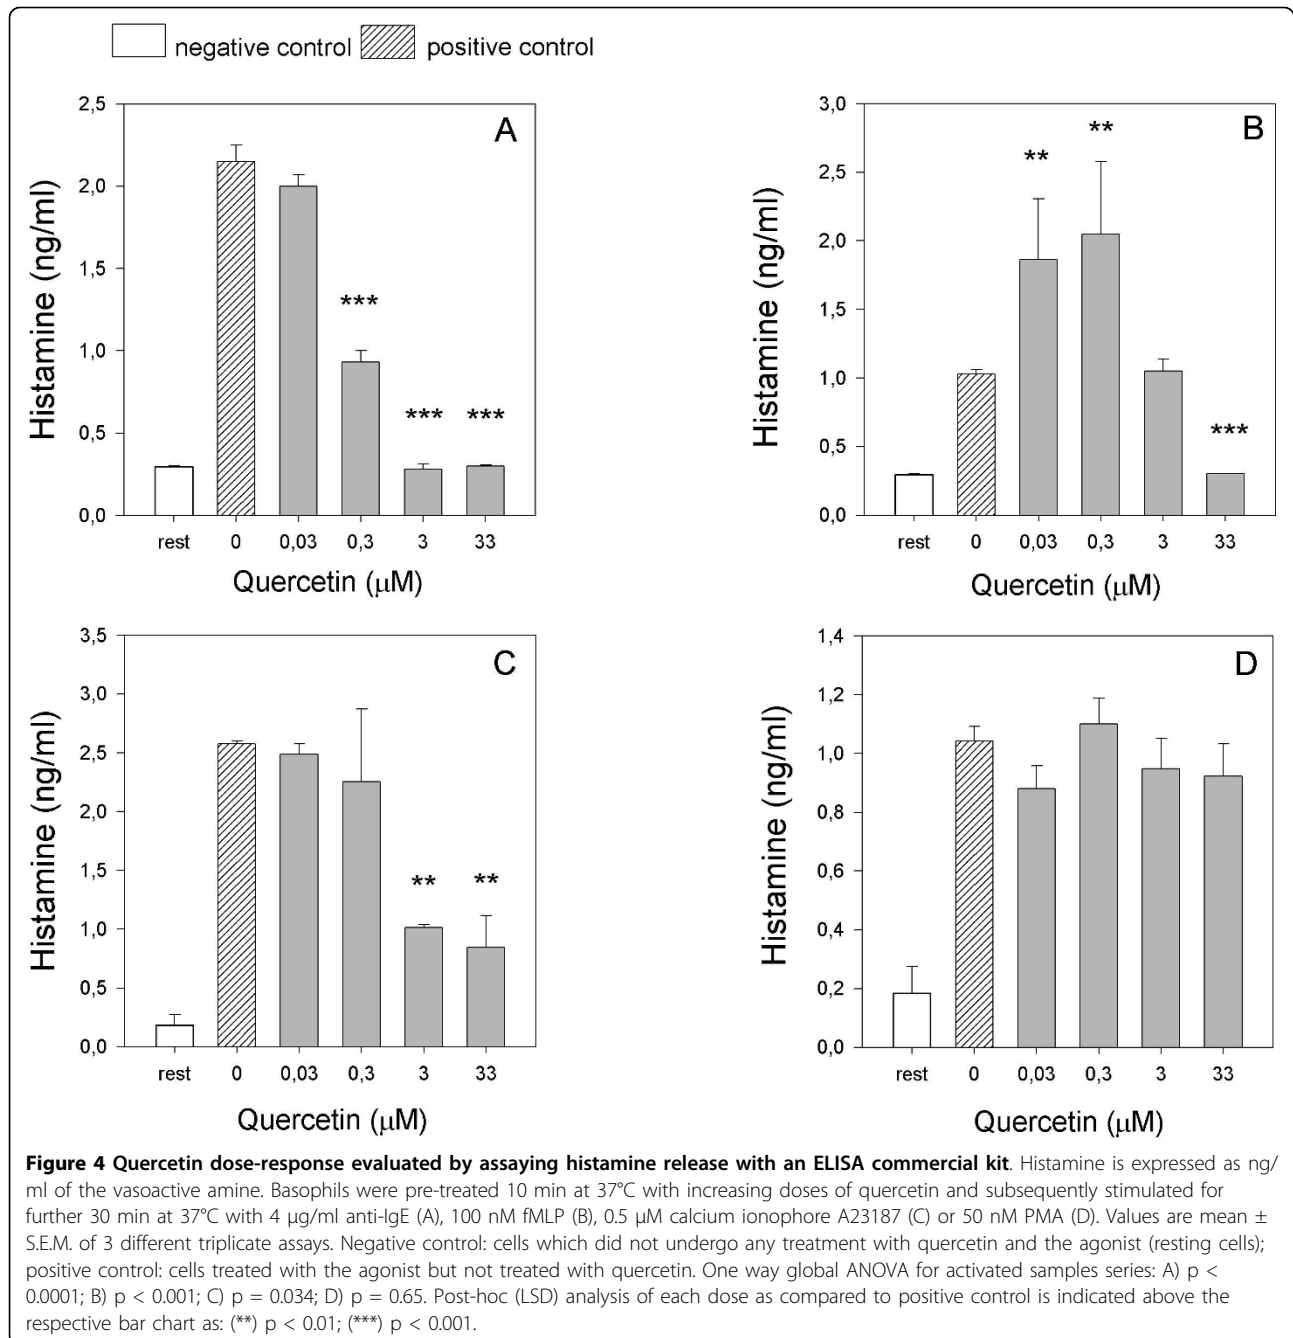 negative control positive control
A
2,5
2,0
1,5
1,0
0,5
0,0
Histamine (ng/ml)
***
***
***
rest 0 0,03 0,3 3 33
Quercetin (µM)
B
3,0
2,5
2,0
1,5
1,0
0,5
0,0
Histamine (ng/ml)
**
**
***
rest 0 0,03 0,3 3 33
Quercetin (µM)
C
3,5
3,0
2,5
2,0
1,5
1,0
0,5
0,0
Histamine (ng/ml)
**
**
rest 0 0,03 0,3 3 33
Quercetin (µM)
D
1,4
1,2
1,0
0,8
0,6
0,4
0,2
0,0
Histamine (ng/ml)
rest 0 0,03 0,3 3 33
Quercetin (µM)
Figure 4 Quercetin dose-response evaluated by assaying histamine release with an ELISA commercial kit. Histamine is expressed as ng/
ml of the vasoactive amine. Basophils were pre-treated 10 min at 37°C with increasing doses of quercetin and subsequently stimulated for
further 30 min at 37°C with 4 µg/ml anti-IgE (A), 100 nM fMLP (B), 0.5 µM calcium ionophore A23187 (C) or 50 nM PMA (D). Values are mean ±
S.E.M. of 3 different triplicate assays. Negative control: cells which did not undergo any treatment with quercetin and the agonist (resting cells);
positive control: cells treated with the agonist but not treated with quercetin. One way global ANOVA for activated samples series: A) p <
0.0001; B) p < 0.001; C) p = 0.034; D) p = 0.65. Post-hoc (LSD) analysis of each dose as compared to positive control is indicated above the
respective bar chart as: (**) p < 0.01; (***) p < 0.001.